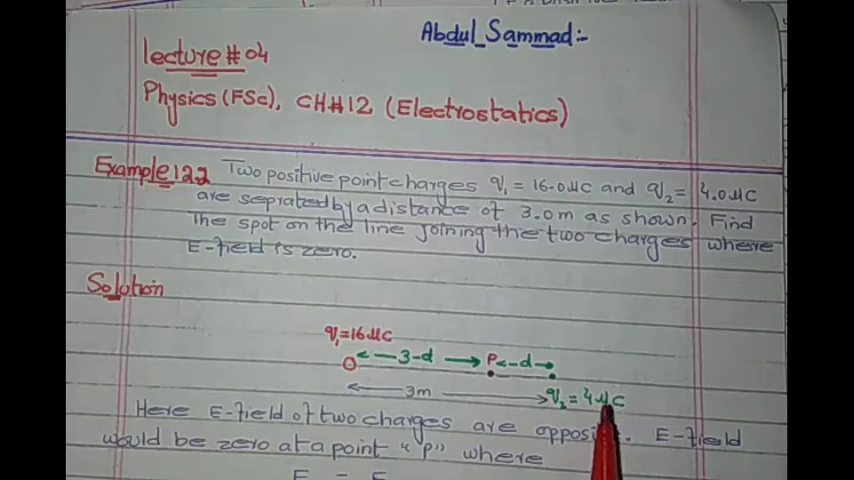 Abdul Sammad:-
lecture # 04
Physics (FSc), CH#12 (Electrostatics)
Example 12.2 Two positive point charges q₁ = 16.0µC and q₂ = 4.0µC
are seprated by a distance of 3.0m as shown. Find
the spot on the line joining the two charges where
E-field is zero.
Solution
q₁=16µC
O 3-d P d
3m q₂ = 4µC
Here E-field of two charges are E-field
would be zero at a point "p" where